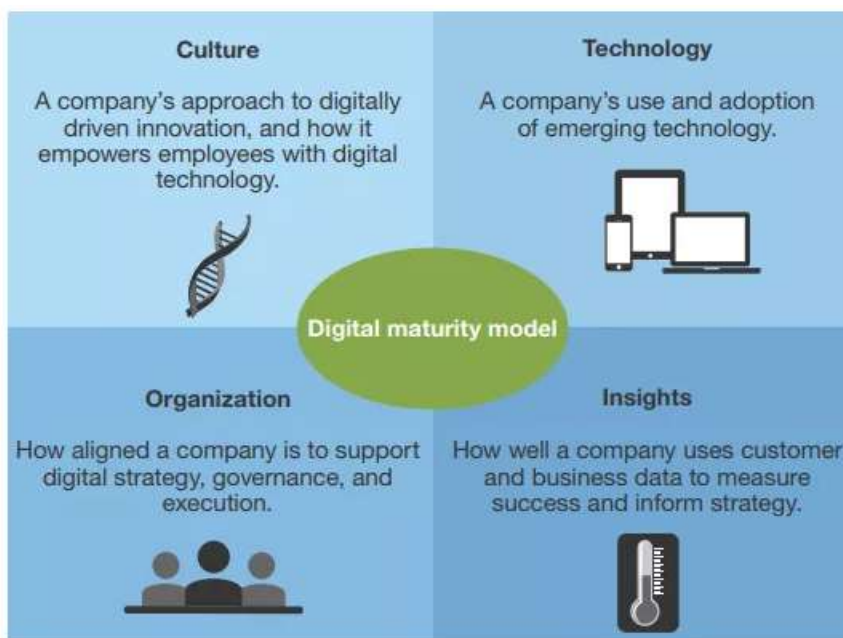 Culture
A company's approach to digitally
driven innovation, and how it
empowers employees with digital
technology.
Technology
A company's use and adoption
of emerging technology.
Digital maturity model
Organization
How aligned a company is to support
digital strategy, governance, and
execution.
Insights
How well a company uses customer
and business data to measure
success and inform strategy.